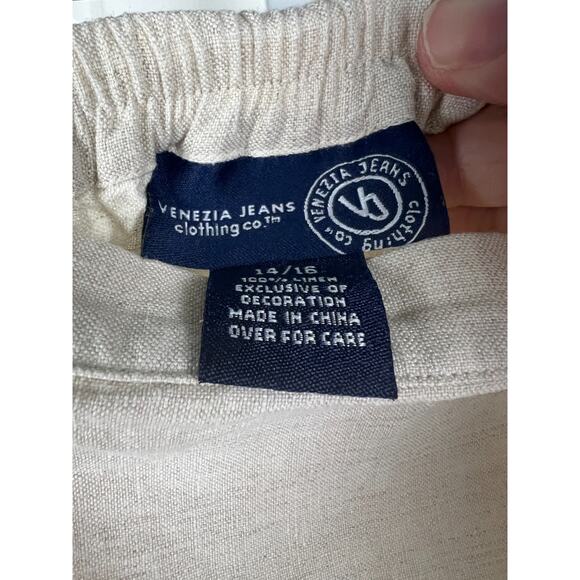 VENEZIA JEANS
clothing co.™
VENEZIA JEANS clothing co™
VJ
14/16
100% LINEN
EXCLUSIVE OF
DECORATION
MADE IN CHINA
OVER FOR CARE